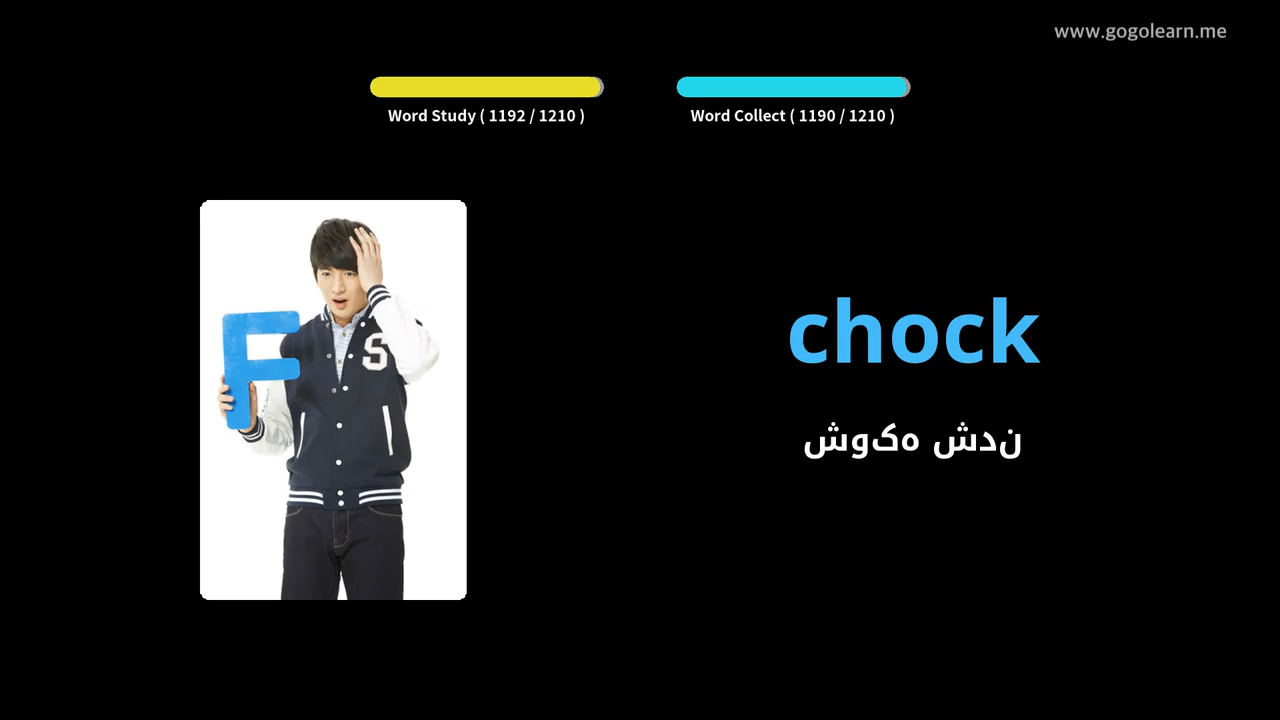 www.gogolearn.me
Word Study ( 1192 / 1210 )
Word Collect ( 1190 / 1210 )
F
S
chock
ندش هکوش